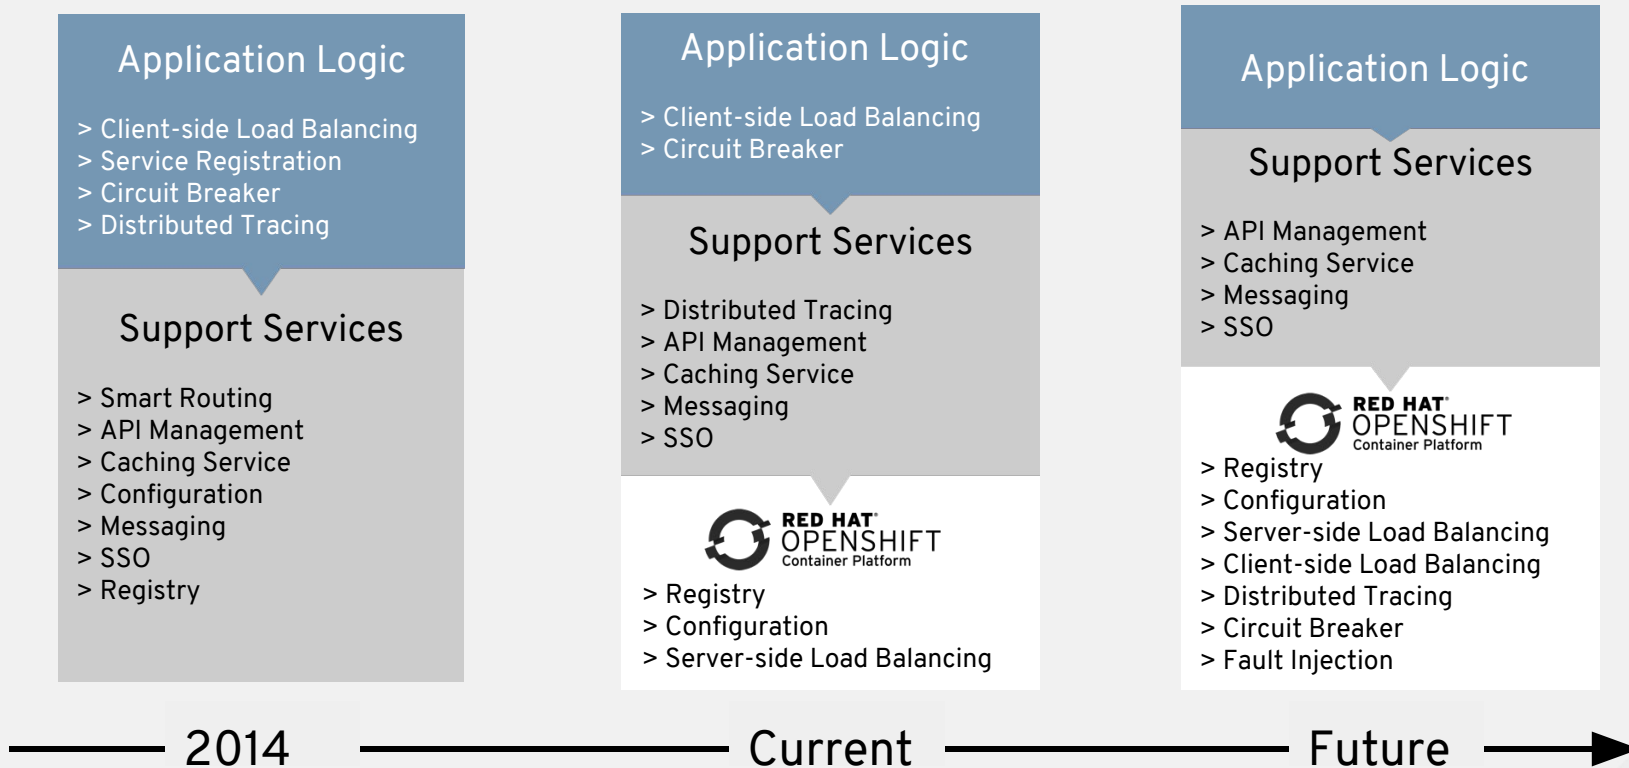 Application Logic
> Client-side Load Balancing
> Service Registration
> Circuit Breaker
> Distributed Tracing
Support Services
> Smart Routing
> API Management
> Caching Service
> Configuration
> Messaging
> SSO
> Registry
2014
Application Logic
> Client-side Load Balancing
> Circuit Breaker
Support Services
> Distributed Tracing
> API Management
> Caching Service
> Messaging
> SSO
RED HAT®
OPENSHIFT
Container Platform
> Registry
> Configuration
> Server-side Load Balancing
Current
Application Logic
Support Services
> API Management
> Caching Service
> Messaging
> SSO
RED HAT®
OPENSHIFT
Container Platform
> Registry
> Configuration
> Server-side Load Balancing
> Client-side Load Balancing
> Distributed Tracing
> Circuit Breaker
> Fault Injection
Future